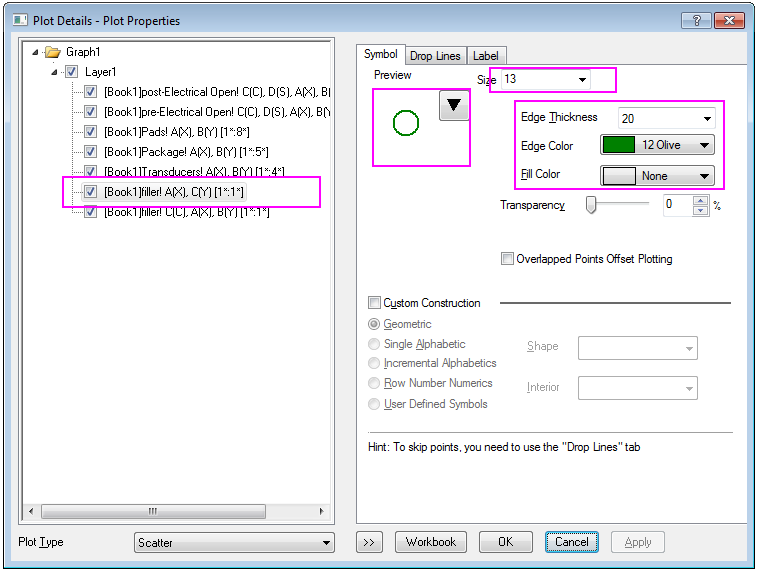 Plot Details - Plot Properties
Graph1
Layer1
[Book1]post-Electrical Open! C(C), D(S), A(X), B(
[Book1]pre-Electrical Open! C(C), D(S), A(X), B(Y
[Book1]Pads! A(X), B(Y) [1*:8*]
[Book1]Package! A(X), B(Y) [1*:5*]
[Book1]Transducers! A(X), B(Y) [1*:4*]
[Book1]filler! A(X), C(Y) [1*:1*]
[Book1]filler! C(C), A(X), B(Y) [1*:1*]
Plot Type
Scatter
Symbol Drop Lines Label
Preview
Size 13
Edge Thickness 20
Edge Color 12 Olive
Fill Color None
Transparency 0 %
Overlapped Points Offset Plotting
Custom Construction
Geometric
Single Alphabetic
Incremental Alphabetics
Row Number Numerics
User Defined Symbols
Shape
Interior
Hint: To skip points, you need to use the "Drop Lines" tab
>> Workbook OK Cancel Apply